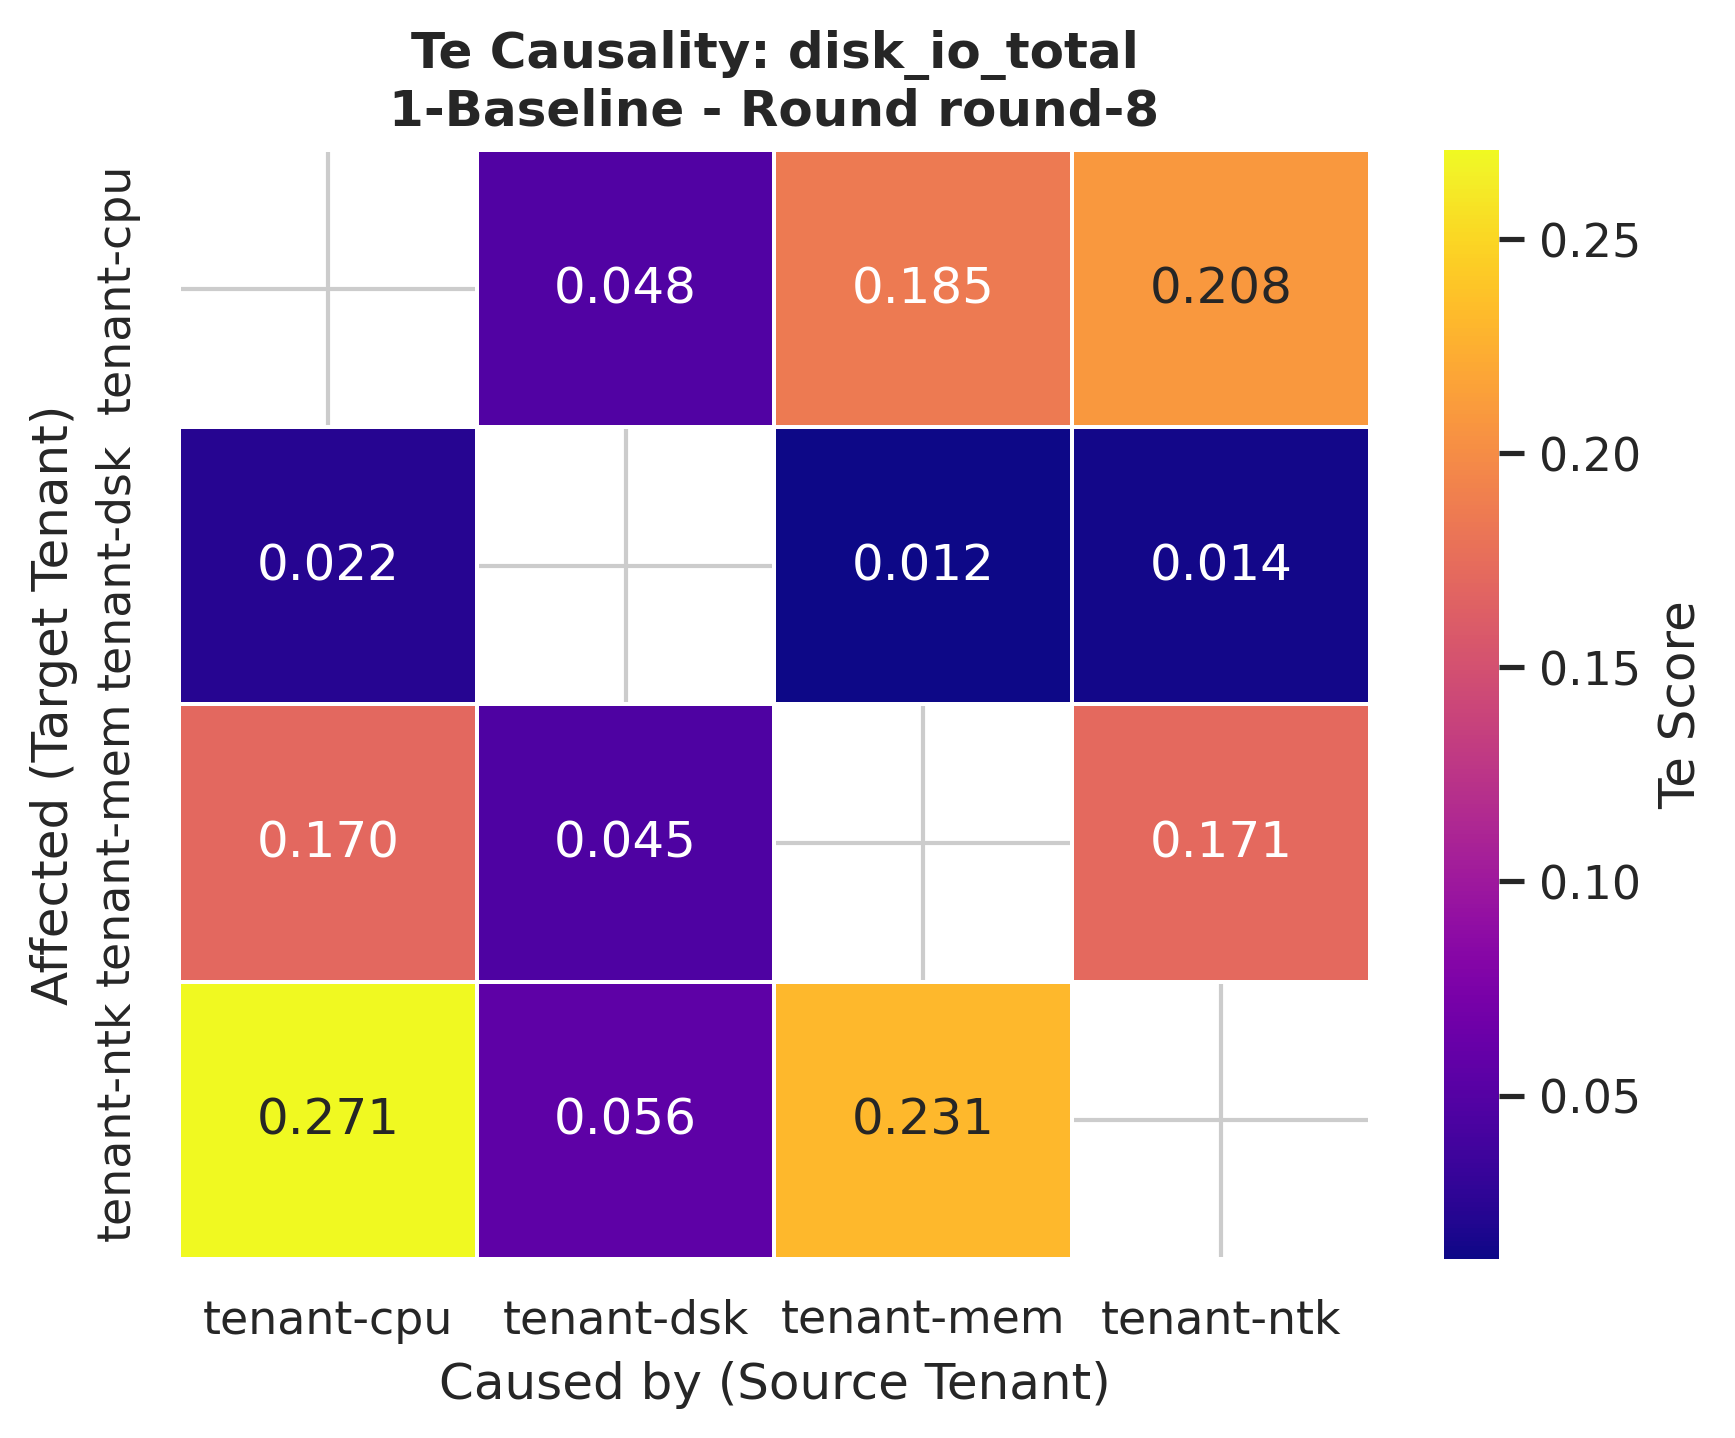 Te Causality: disk_io_total
1-Baseline - Round round-8
Affected (Target Tenant)
tenant-cpu
0.048
0.185
0.208
tenant-dsk
0.022
0.012
0.014
tenant-mem
0.170
0.045
0.171
tenant-ntk
0.271
0.056
0.231
tenant-cpu
tenant-dsk
tenant-mem
tenant-ntk
Caused by (Source Tenant)
0.25
0.20
0.15
0.10
0.05
Te Score